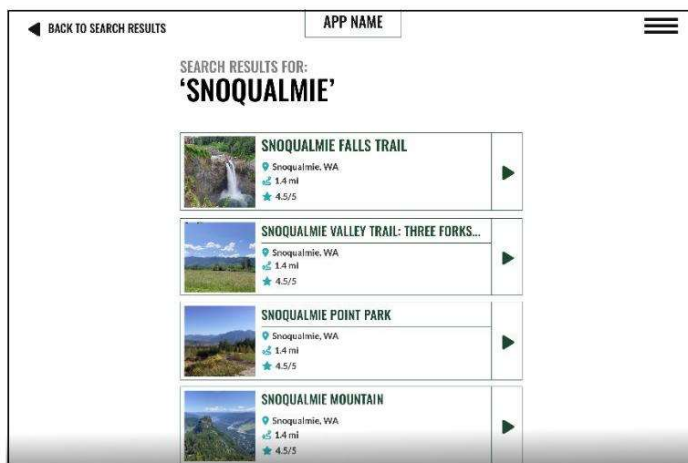 BACK TO SEARCH RESULTS
APP NAME
SEARCH RESULTS FOR:
‘SNOQUALMIE’
SNOQUALMIE FALLS TRAIL
Snoqualmie, WA
1.4 mi
4.5/5
SNOQUALMIE VALLEY TRAIL: THREE FORKS...
Snoqualmie, WA
1.4 mi
4.5/5
SNOQUALMIE POINT PARK
Snoqualmie, WA
1.4 mi
4.5/5
SNOQUALMIE MOUNTAIN
Snoqualmie, WA
1.4 mi
4.5/5